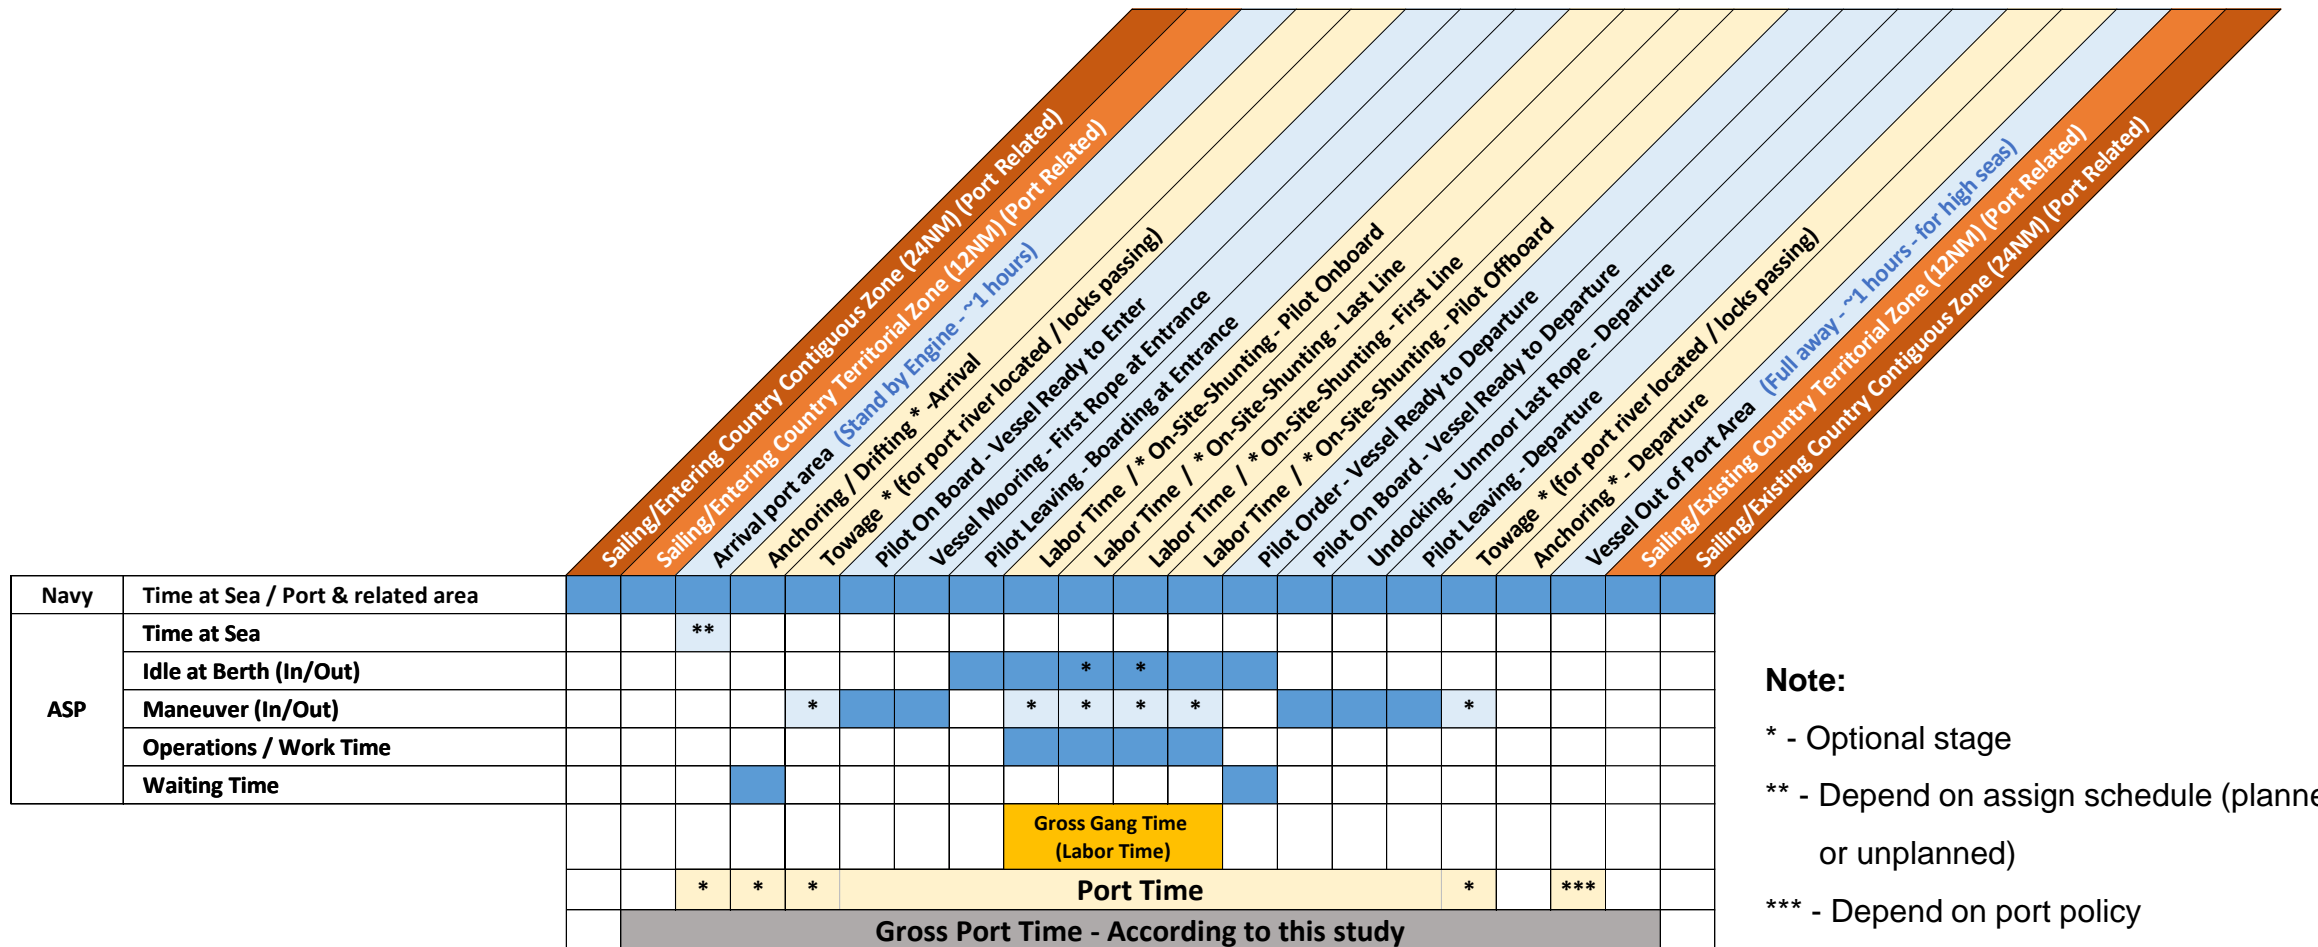 Sailing/Entering Country Contiguous Zone (24NM) (Port Related)
Sailing/Entering Country Territorial Zone (12NM) (Port Related)
Arrival port area (Stand by Engine - ~1 hours)
Anchoring / Drifting * -Arrival
Towage * (for port river located / locks passing)
Pilot On Board - Vessel Ready to Enter
Vessel Mooring - First Rope at Entrance
Pilot Leaving - Boarding at Entrance
Labor Time / * On-Site-Shunting - Pilot Onboard
Labor Time / * On-Site-Shunting - Last Line
Labor Time / * On-Site-Shunting - First Line
Labor Time / * On-Site-Shunting - Pilot Offboard
Pilot Order - Vessel Ready to Departure
Pilot On Board - Vessel Ready to Departure
Undocking - Unmoor Last Rope - Departure
Pilot Leaving - Departure
Towage * (for port river located / locks passing)
Anchoring * - Departure
Vessel Out of Port Area (Full away - ~1 hours - for high seas)
Sailing/Existing Country Territorial Zone (12NM) (Port Related)
Sailing/Existing Country Contiguous Zone (24NM) (Port Related)
Navy Time at Sea / Port & related area
Time at Sea **
Idle at Berth (In/Out) * *
ASP Maneuver (In/Out) * * * * * *
Operations / Work Time
Waiting Time
Gross Gang Time
(Labor Time)
* * * Port Time * ***
Gross Port Time - According to this study
Note:
* - Optional stage
** - Depend on assign schedule (planne
or unplanned)
*** - Depend on port policy